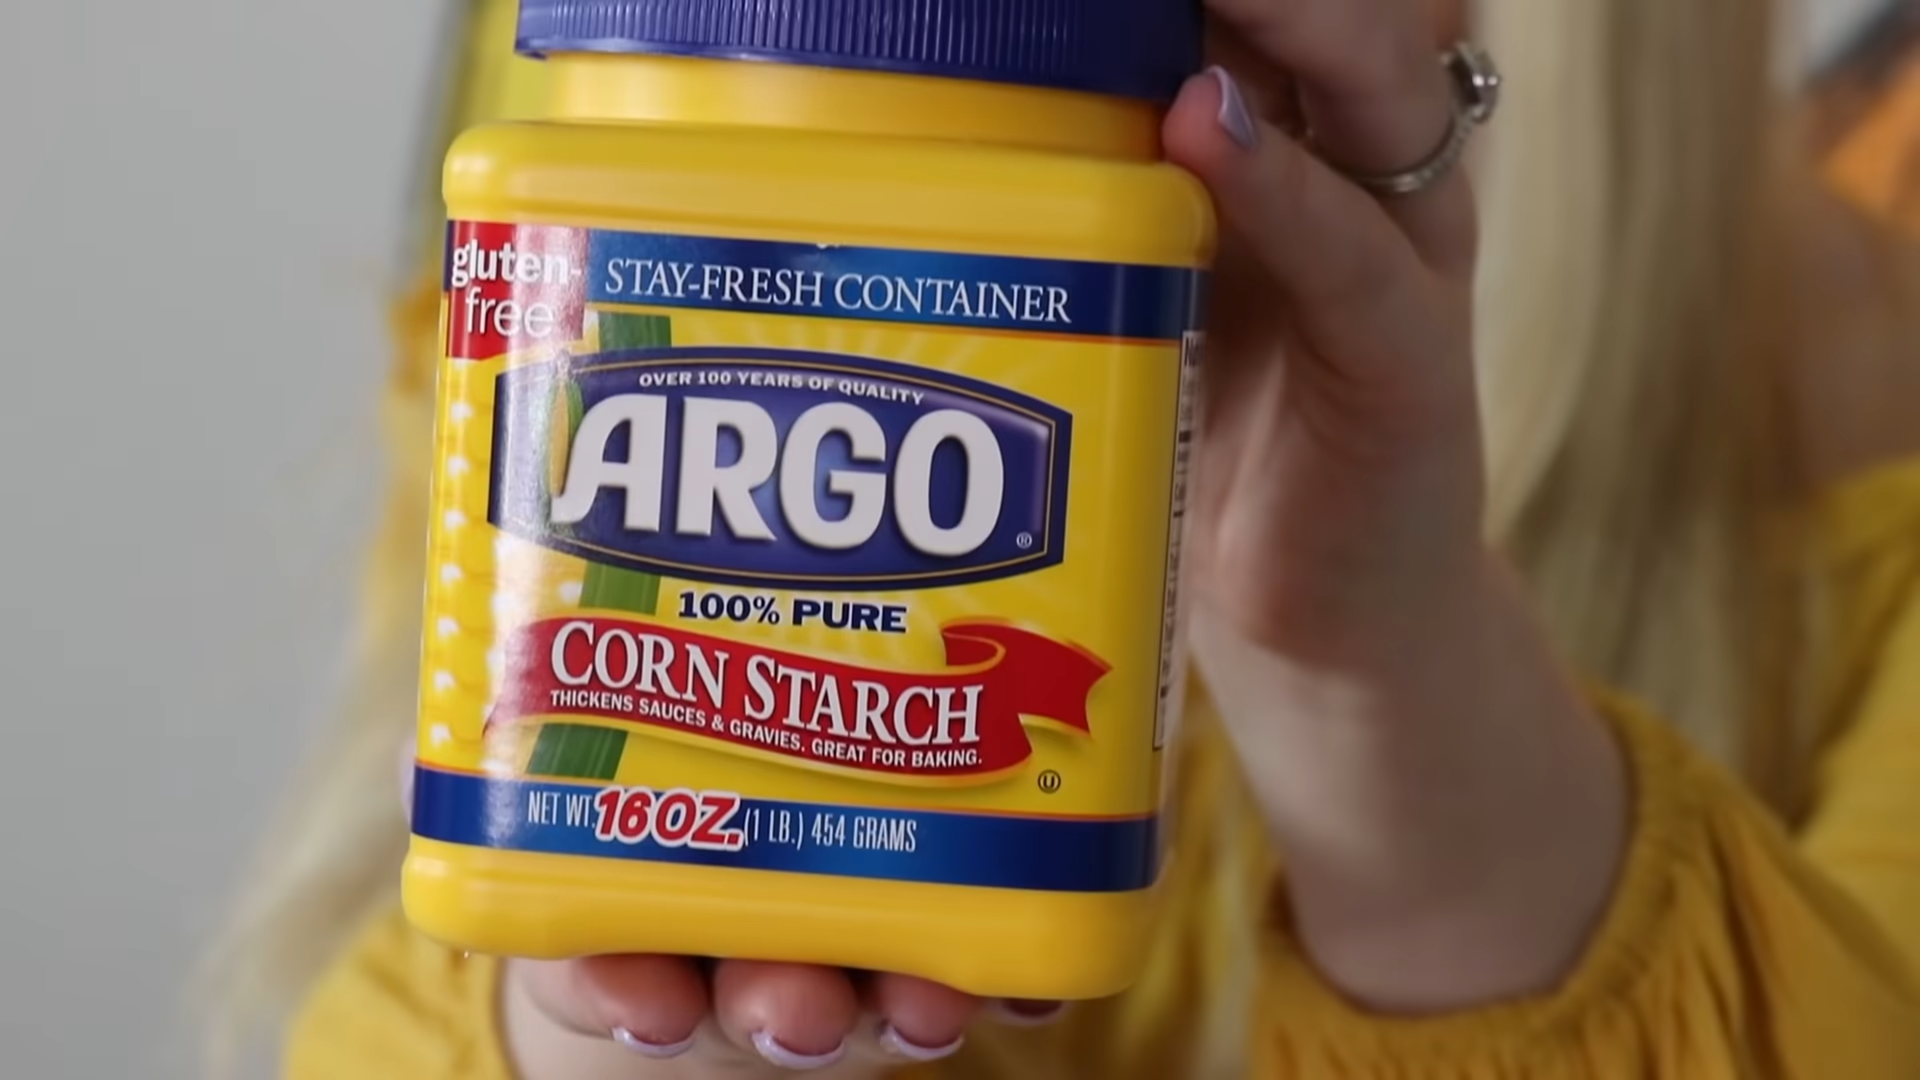 gluten-
free
STAY-FRESH CONTAINER
OVER 100 YEARS OF QUALITY
ARGO®
100% PURE
CORN STARCH
THICKENS SAUCES & GRAVIES. GREAT FOR BAKING.
U
NET WT. 16 OZ. (1 LB.) 454 GRAMS